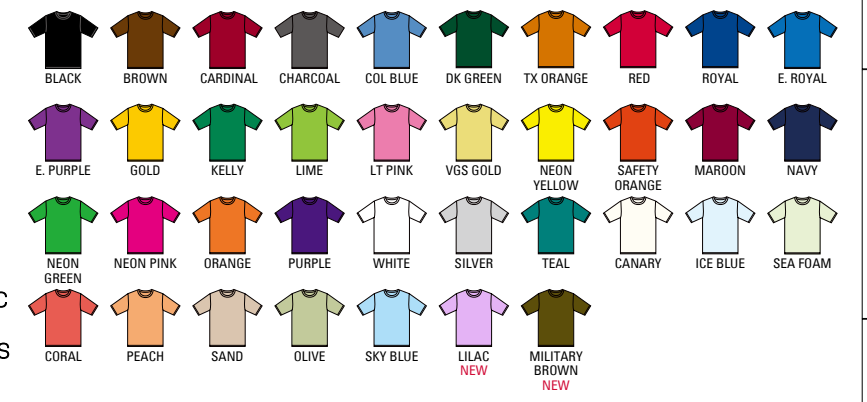 BLACK BROWN CARDINAL CHARCOAL COL BLUE DK GREEN TX ORANGE RED ROYAL E. ROYAL
E. PURPLE GOLD KELLY LIME LT PINK VGS GOLD NEON SAFETY MAROON NAVY
YELLOW ORANGE
NEON NEON PINK ORANGE PURPLE WHITE SILVER TEAL CANARY ICE BLUE SEA FOAM
GREEN
C
S CORAL PEACH SAND OLIVE SKY BLUE LILAC MILITARY
NEW BROWN
NEW